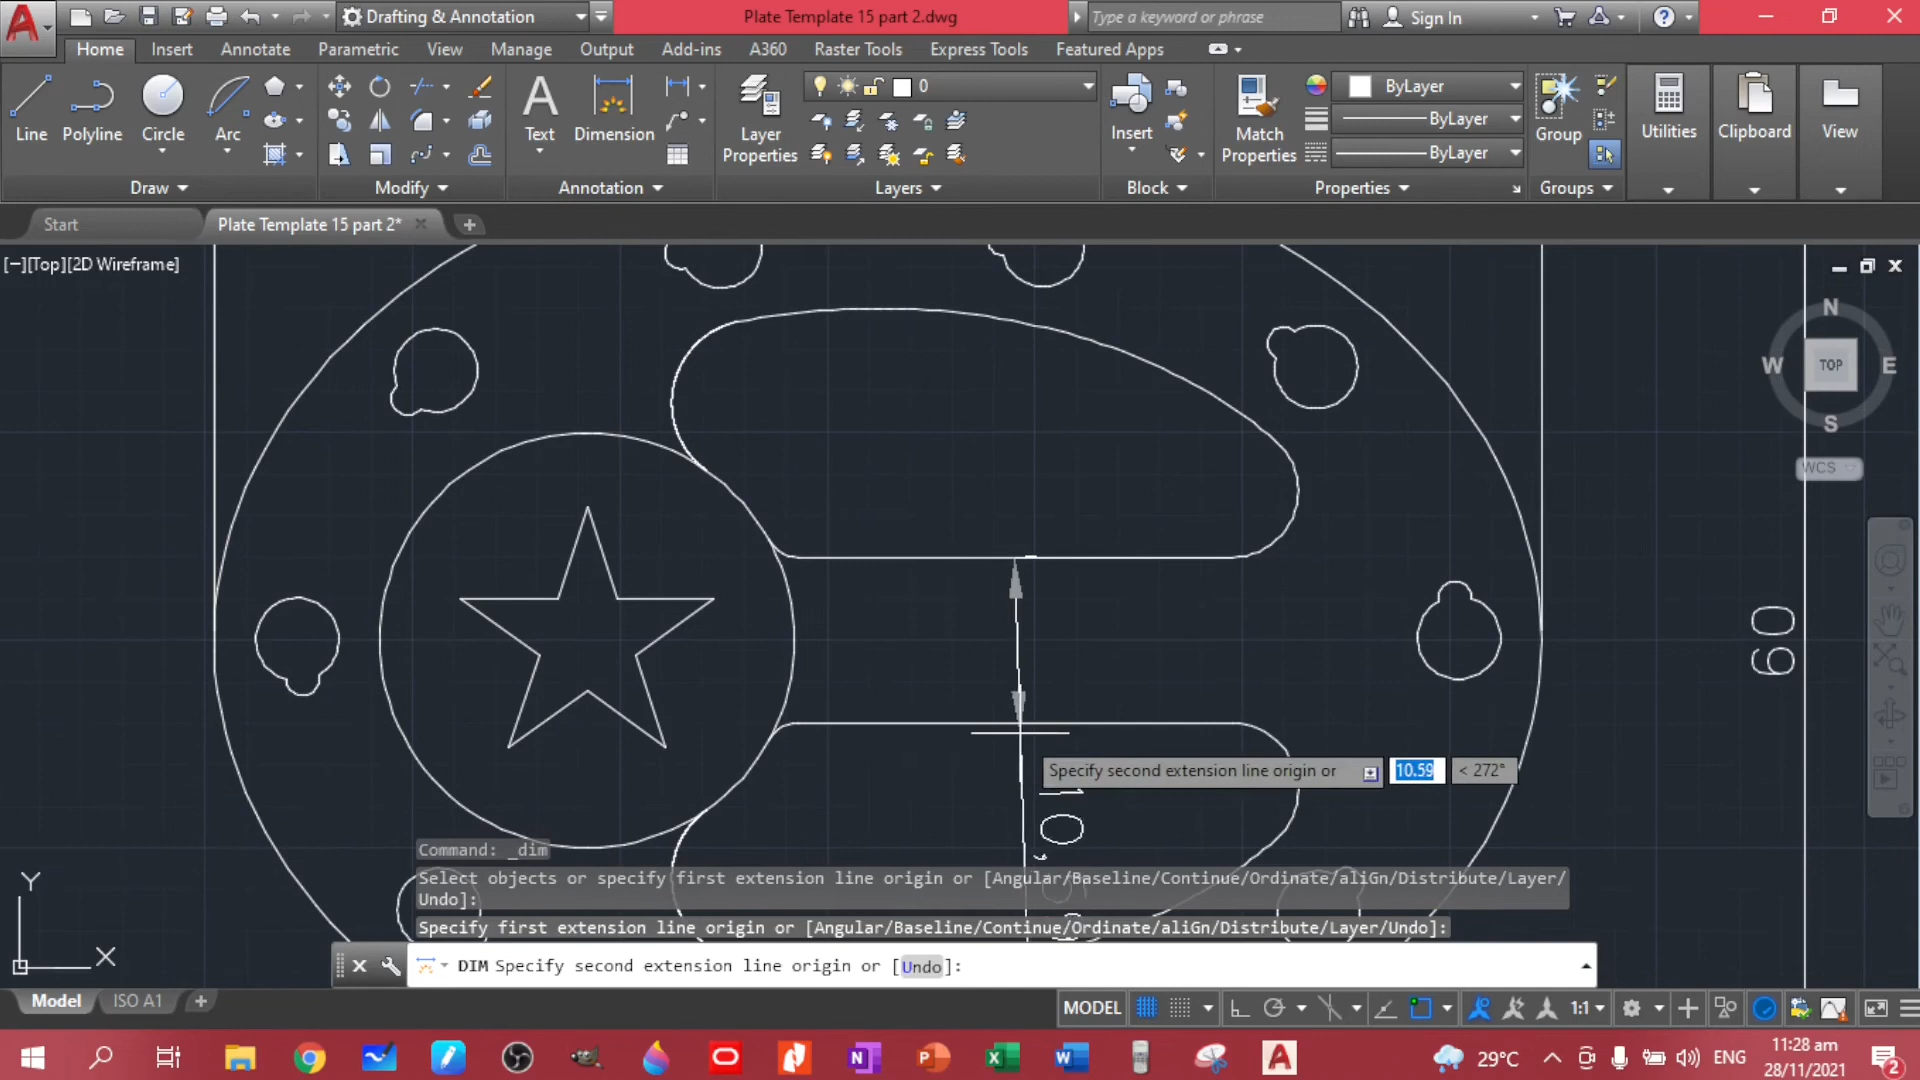 Drafting & Annotation
Plate Template 15 part 2.dwg
Type a keyword or phrase
Sign In
Home Insert Annotate Parametric View Manage Output Add-ins A360 Raster Tools Express Tools Featured Apps
0
ByLayer
ByLayer
ByLayer
Line Polyline Circle Arc
Text Dimension
Layer Properties
Insert
Match Properties
Group
Utilities Clipboard View
Draw Modify Annotation Layers Block Properties Groups
Start
Plate Template 15 part 2*
[−][Top][2D Wireframe]
N
W TOP E
S
WCS
60
Specify second extension line origin or 10.59 < 272°
Command: _dim
Select objects or specify first extension line origin or [Angular/Baseline/Continue/Ordinate/aliGn/Distribute/Layer/
Undo]:
Specify first extension line origin or [Angular/Baseline/Continue/Ordinate/aliGn/Distribute/Layer/Undo]:
DIM Specify second extension line origin or [Undo]:
Y
X
Model ISO A1
MODEL 1:1
29°C ENG 11:28 am
28/11/2021
2